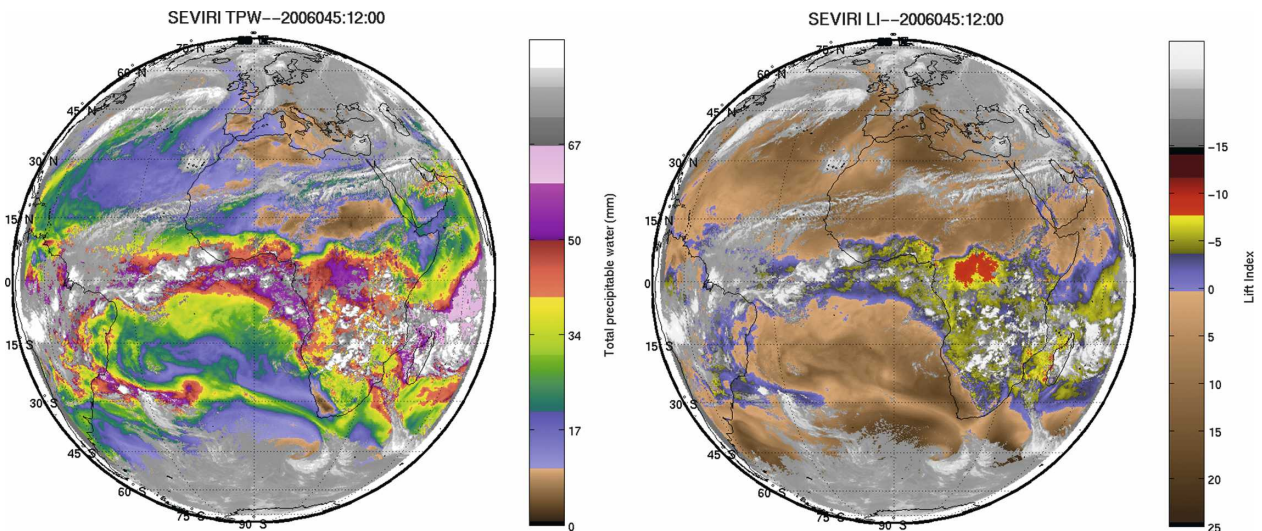 SEVIRI TPW--2006045:12:00
75° N
60° N
45° N
30° N
15° N
0°
15° S
30° S
45° S
60° S
75° S
90° S
67
50
34
17
0
Total precipitable water (mm)
SEVIRI LI--2006045:12:00
75° N
60° N
45° N
30° N
15° N
0°
15° S
30° S
45° S
60° S
75° S
90° S
-15
-10
-5
0
5
10
15
20
25
Lift Index